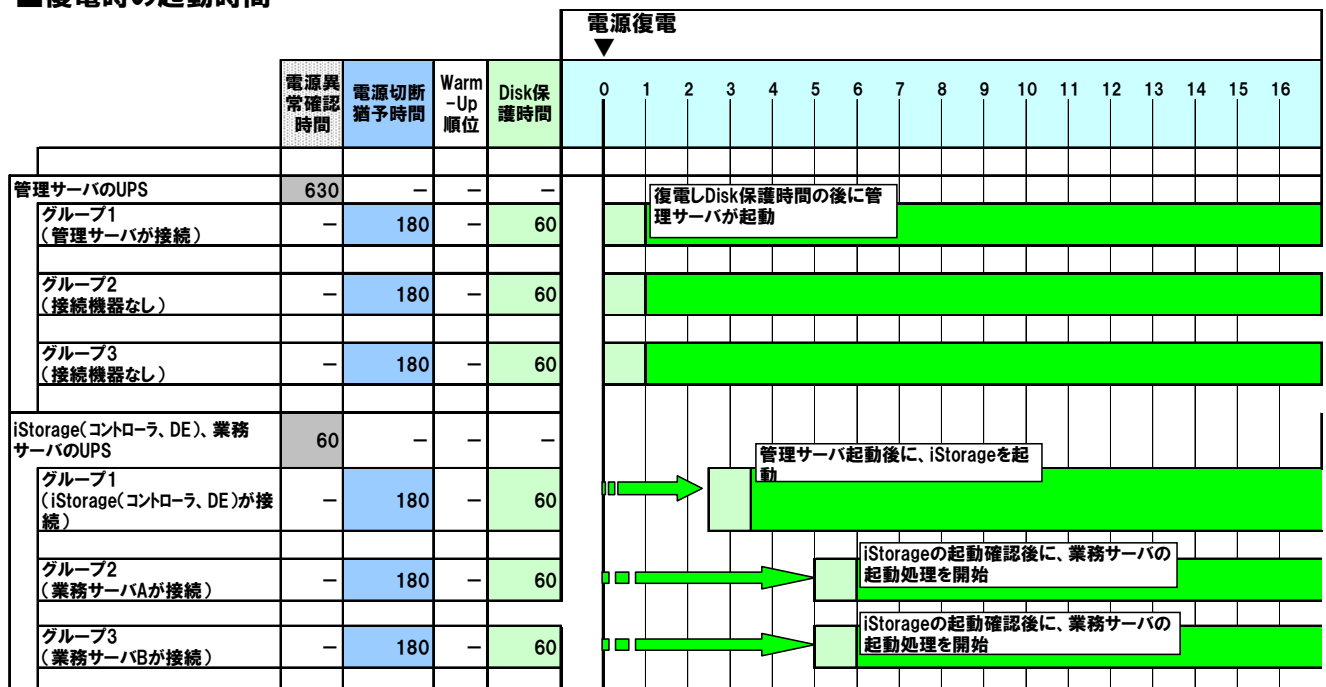 ■復電時の起動時間
電源復電
▼
電源異
常確認
時間
電源切断
猶予時間
Warm
-Up
順位
Disk保
護時間
0 1 2 3 4 5 6 7 8 9 10 11 12 13 14 15 16
管理サーバのUPS 630 － － －
復電しDisk保護時間の後に管
理サーバが起動
グループ1
(管理サーバが接続) － 180 － 60
グループ2
(接続機器なし) － 180 － 60
グループ3
(接続機器なし) － 180 － 60
iStorage(コントローラ、DE)、業務
サーバのUPS 60 － － －
管理サーバ起動後に、iStorageを起
動
グループ1
(iStorage(コントローラ、DE)が接
続) － 180 － 60
iStorageの起動確認後に、業務サーバの
起動処理を開始
グループ2
(業務サーバAが接続) － 180 － 60
iStorageの起動確認後に、業務サーバの
起動処理を開始
グループ3
(業務サーバBが接続) － 180 － 60